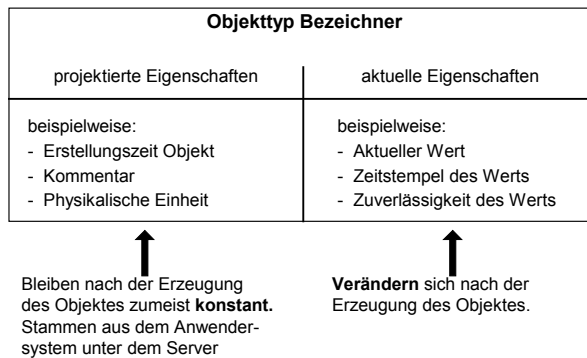 Objekttyp Bezeichner
projektierte Eigenschaften
aktuelle Eigenschaften
beispielweise:
- Erstellungszeit Objekt
- Kommentar
- Physikalische Einheit
beispielweise:
- Aktueller Wert
- Zeitstempel des Werts
- Zuverlässigkeit des Werts
Bleiben nach der Erzeugung
des Objektes zumeist konstant.
Stammen aus dem Anwender-
system unter dem Server
Verändern sich nach der
Erzeugung des Objektes.